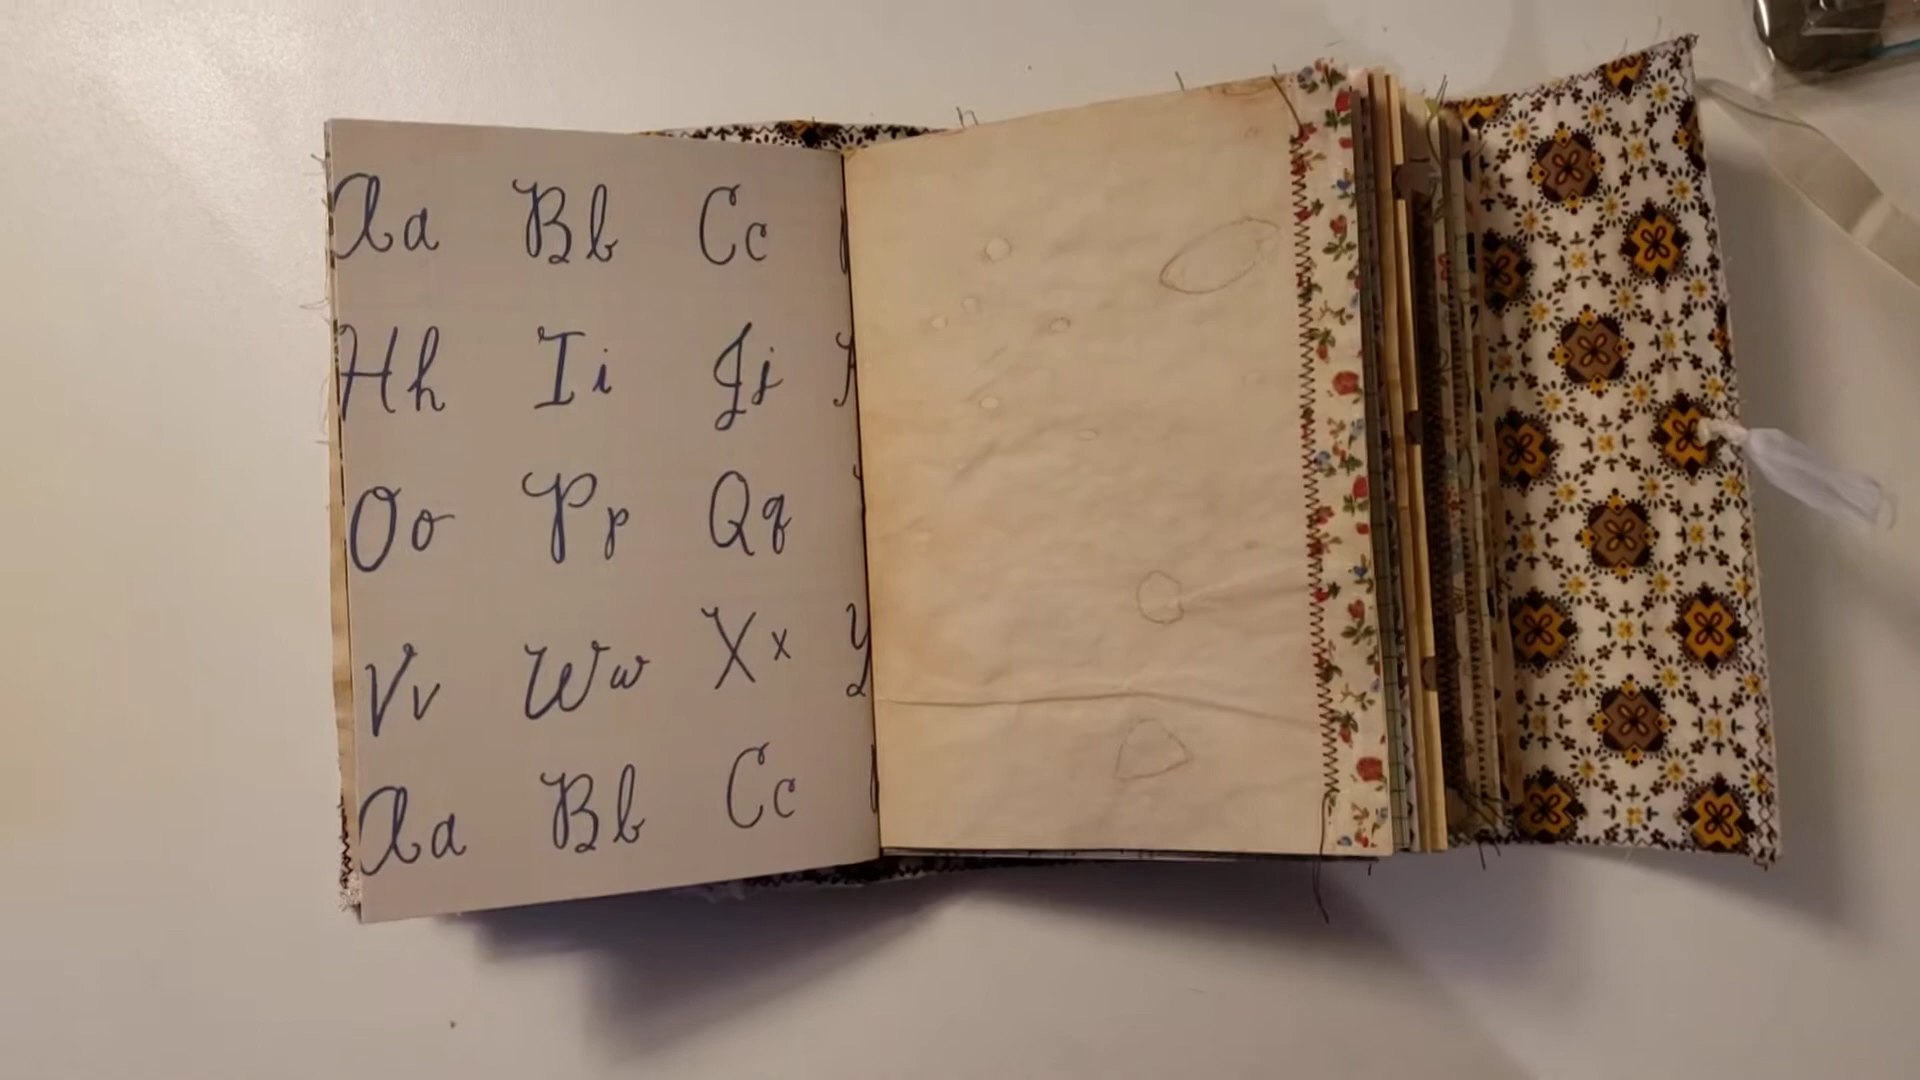 Aa Bb Cc
Hh Ii Jj
Oo Pp Qq
Vv Ww Xx
Aa Bb Cc